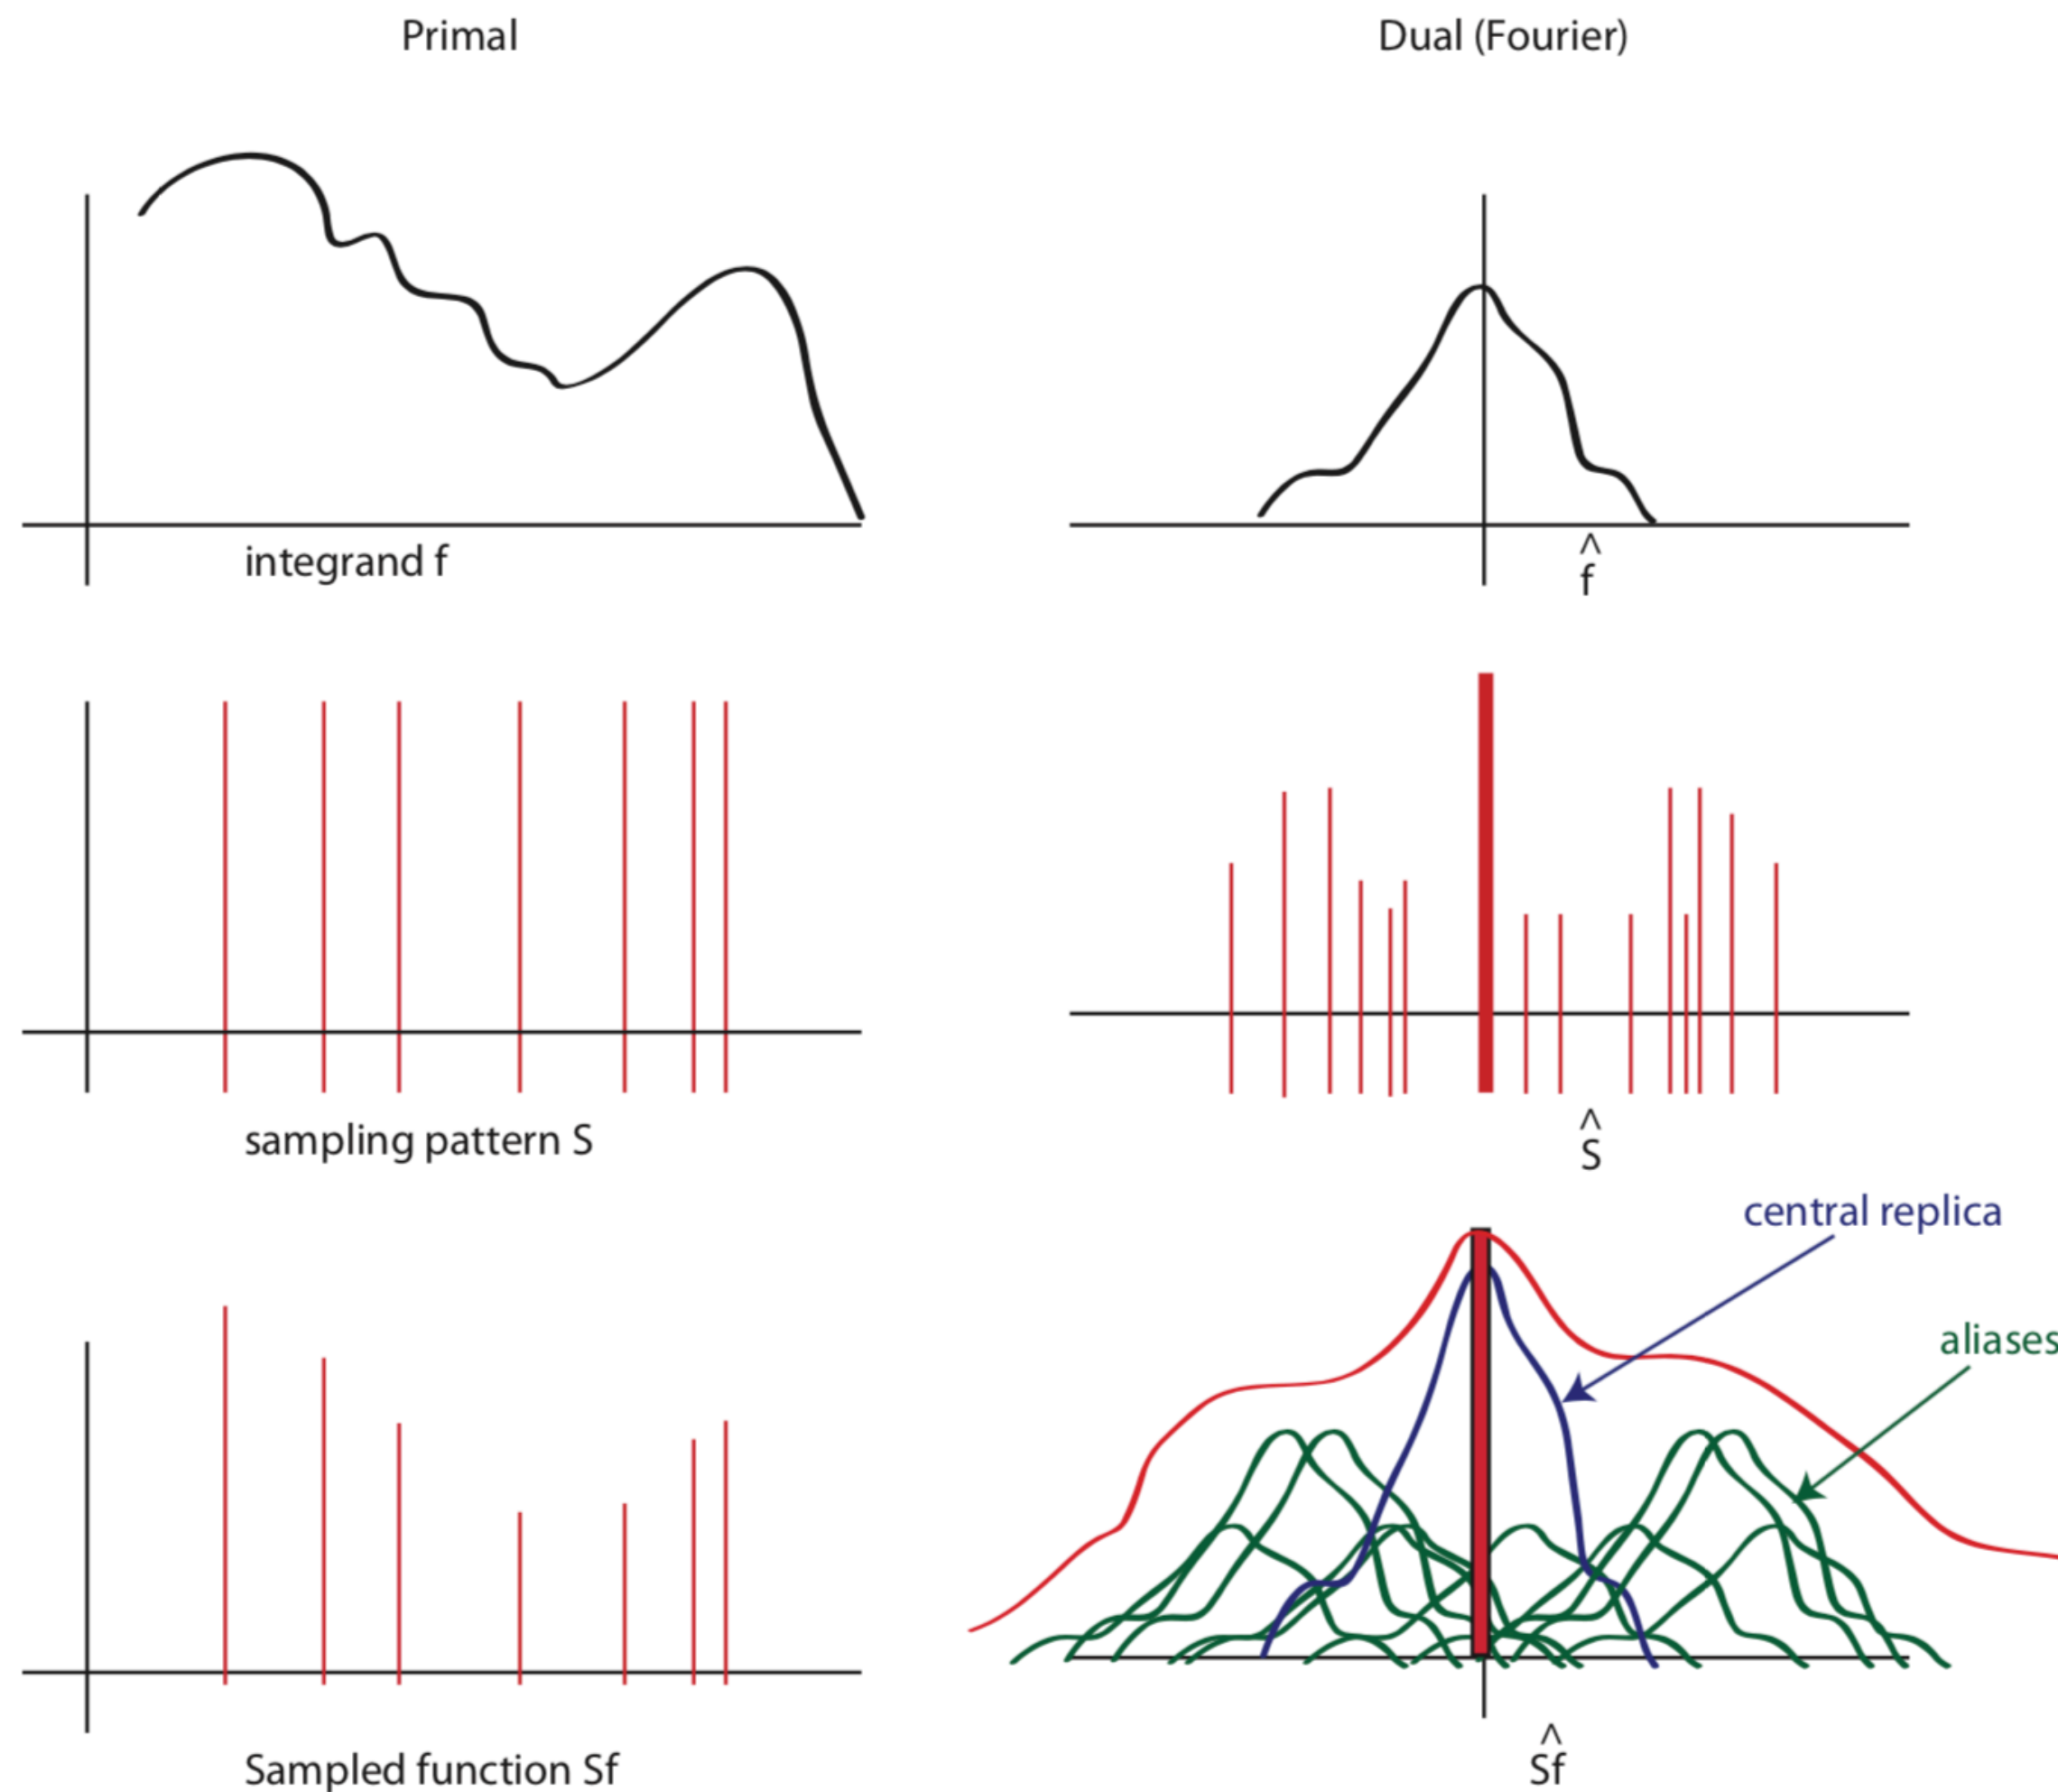 Primal
Dual (Fourier)
integrand f
^
f
sampling pattern S
^
S
central replica
aliases
Sampled function Sf
^
Sf